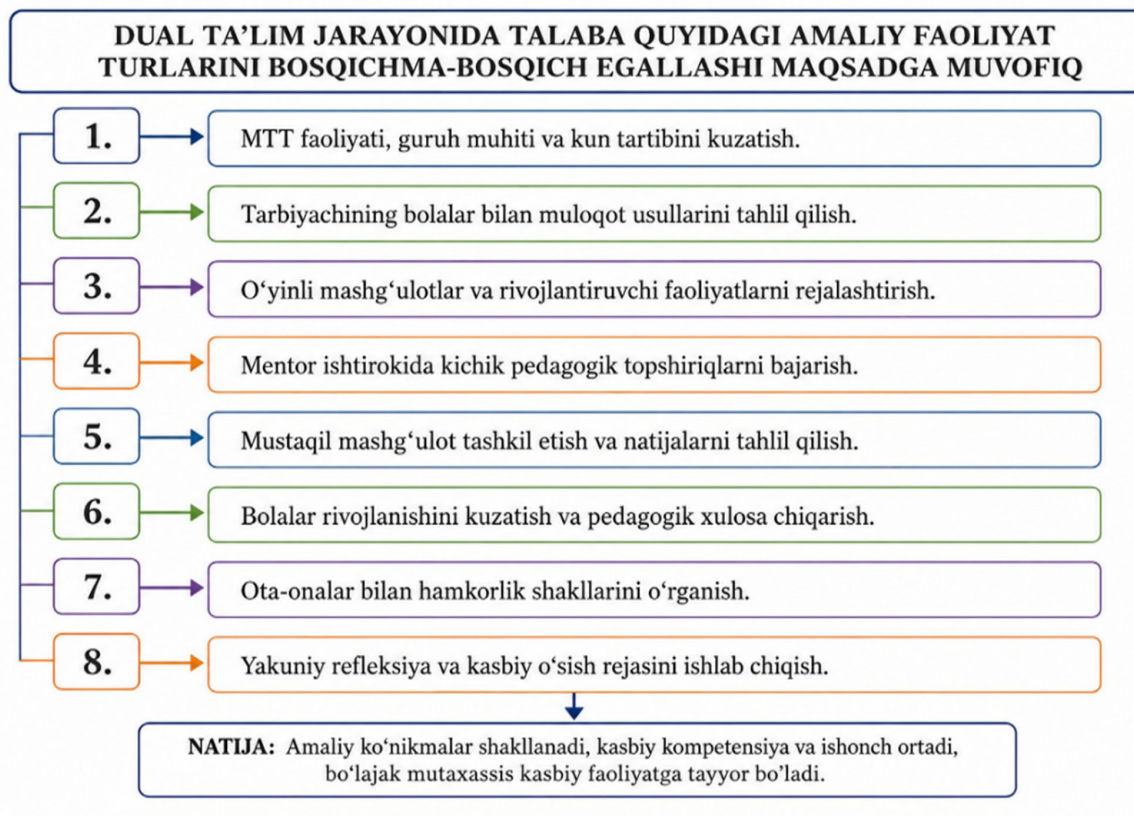 DUAL TA’LIM JARAYONIDA TALABA QUYIDAGI AMALIY FAOLIYAT
TURLARINI BOSQICHMA-BOSQICH EGALLASHI MAQSADGA MUVOFIQ
1. MTT faoliyati, guruh muhiti va kun tartibini kuzatish.
2. Tarbiyachining bolalar bilan muloqot usullarini tahlil qilish.
3. O‘yinli mashg‘ulotlar va rivojlantiruvchi faoliyatlarni rejalashtirish.
4. Mentor ishtirokida kichik pedagogik topshiriqlarni bajarish.
5. Mustaqil mashg‘ulot tashkil etish va natijalarni tahlil qilish.
6. Bolalar rivojlanishini kuzatish va pedagogik xulosa chiqarish.
7. Ota-onalar bilan hamkorlik shakllarini o‘rganish.
8. Yakuniy refleksiya va kasbiy o‘sish rejasini ishlab chiqish.
NATIJA: Amaliy ko‘nikmalar shakllanadi, kasbiy kompetensiya va ishonch ortadi,
bo‘lajak mutaxassis kasbiy faoliyatga tayyor bo’ladi.